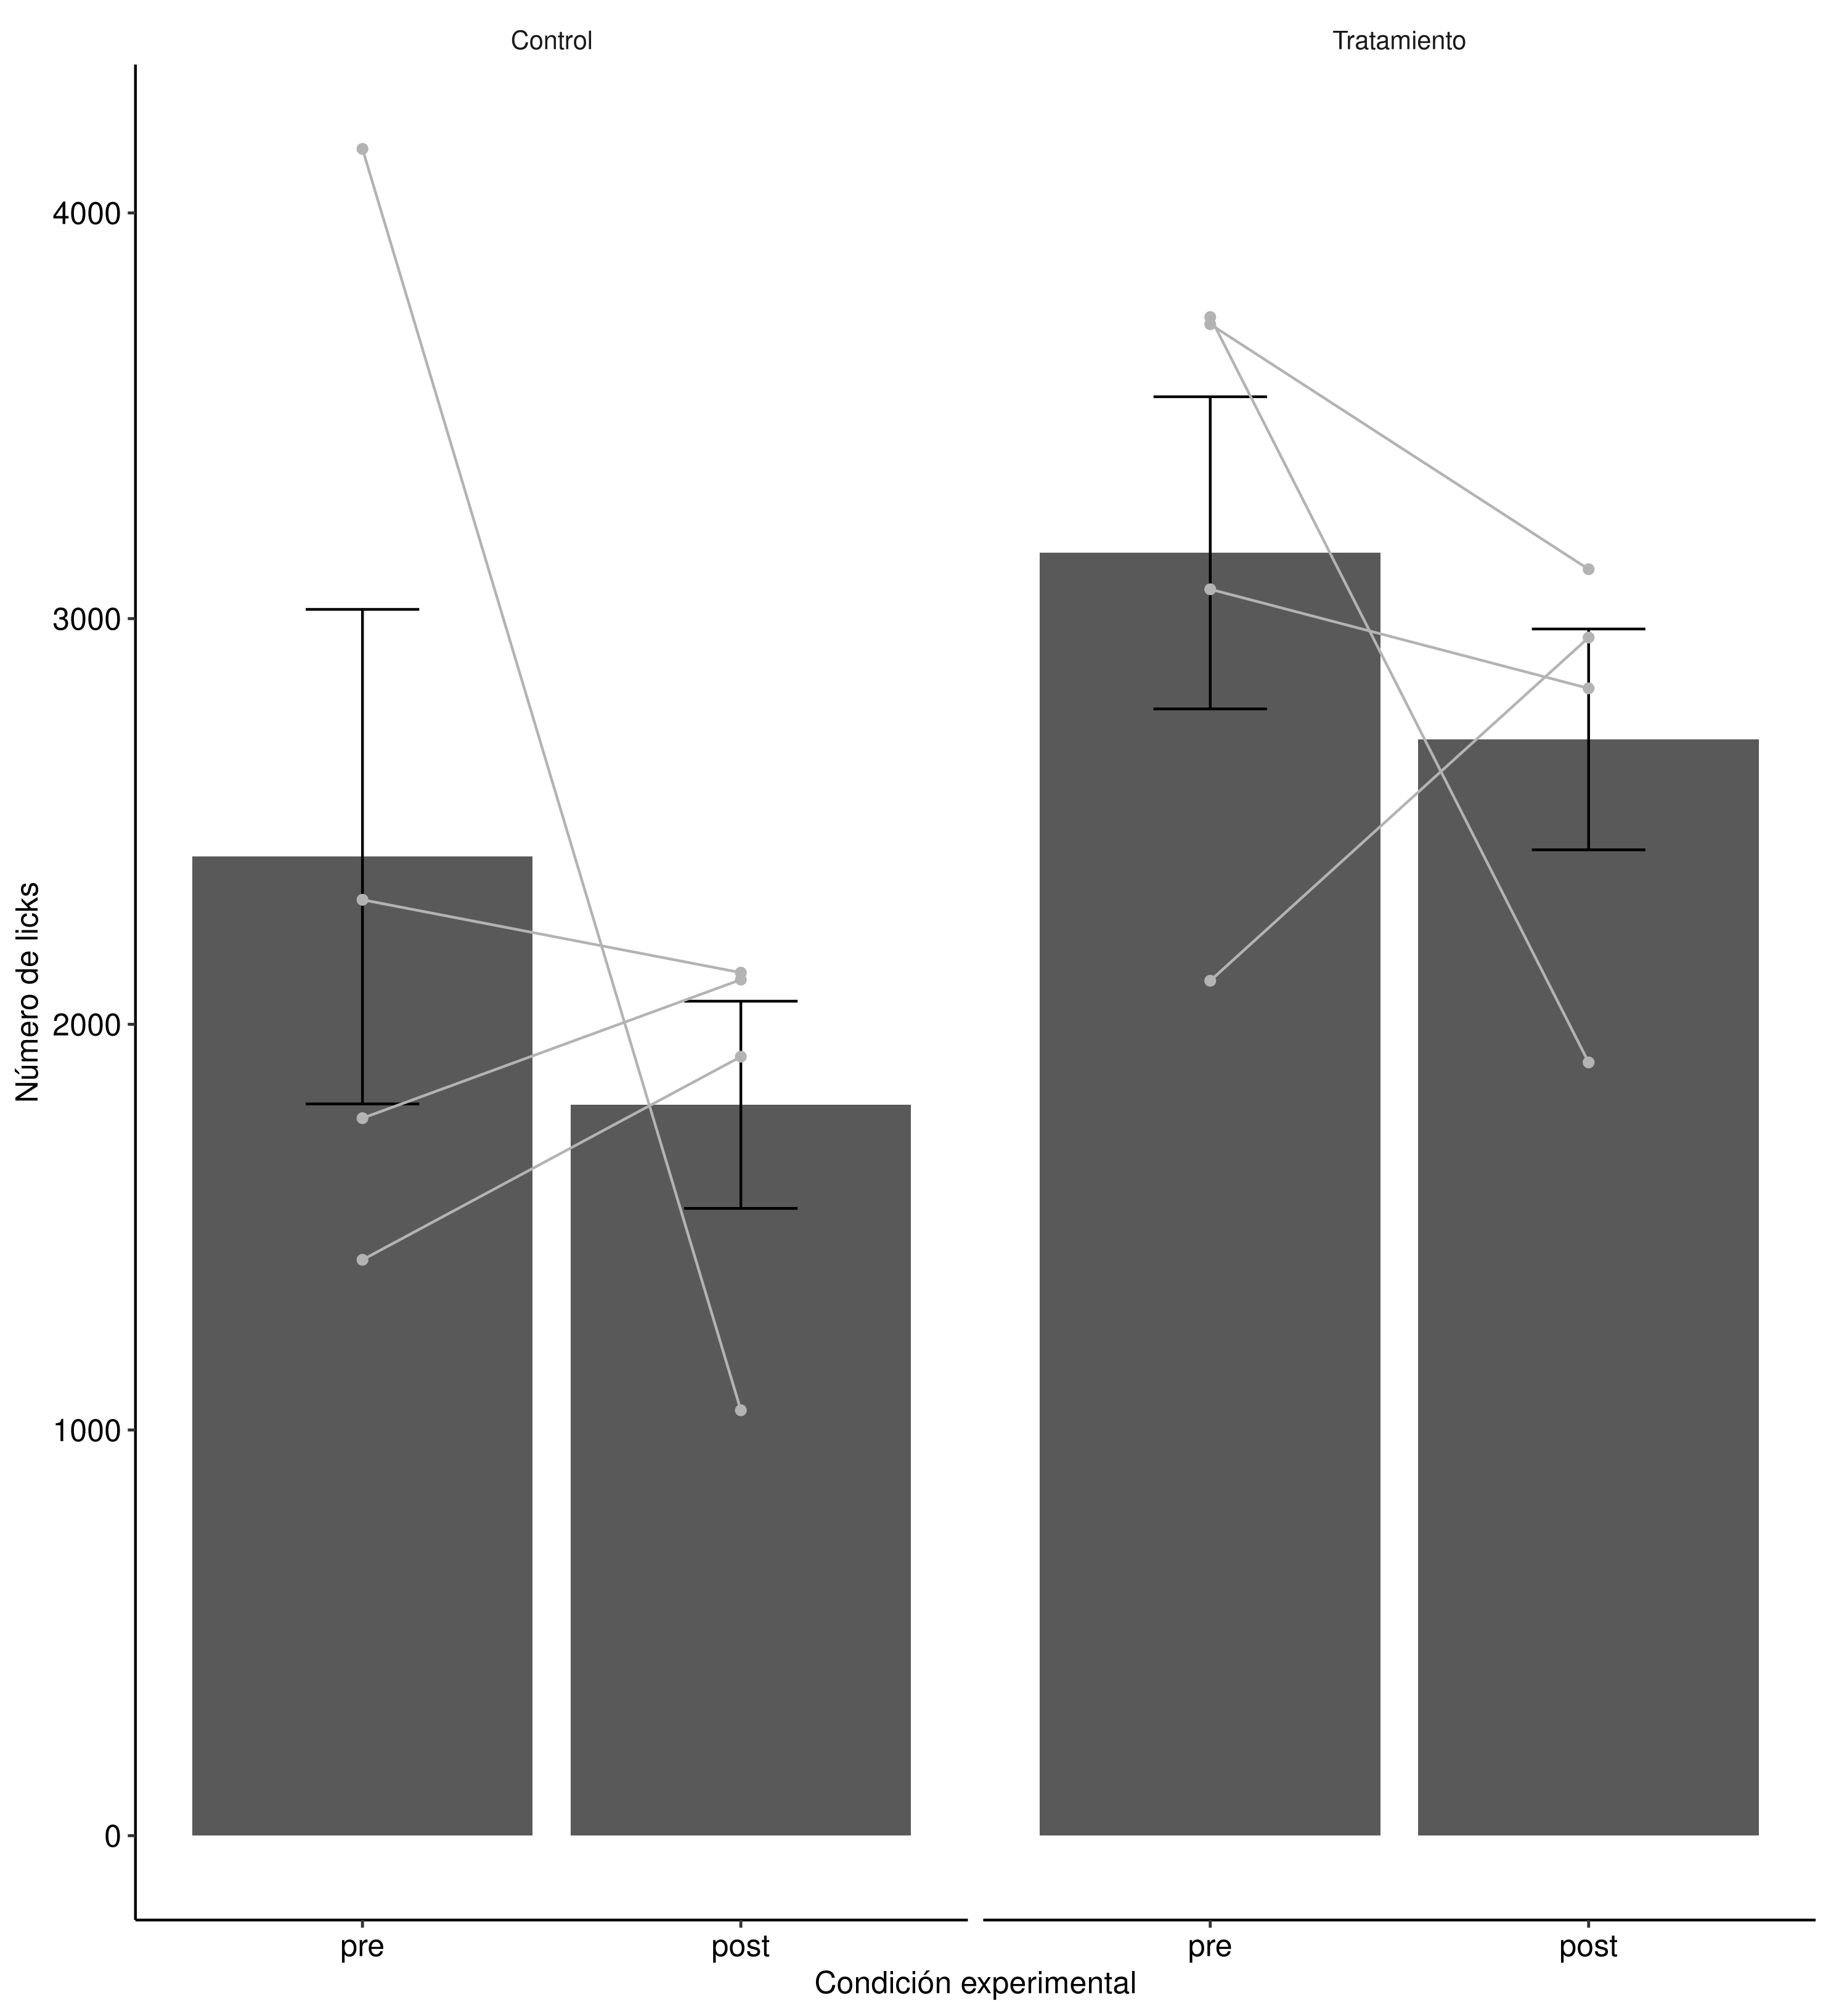 Control
Tratamiento
Número de licks
4000
3000
2000
1000
0
pre
post
pre
post
Condición experimental